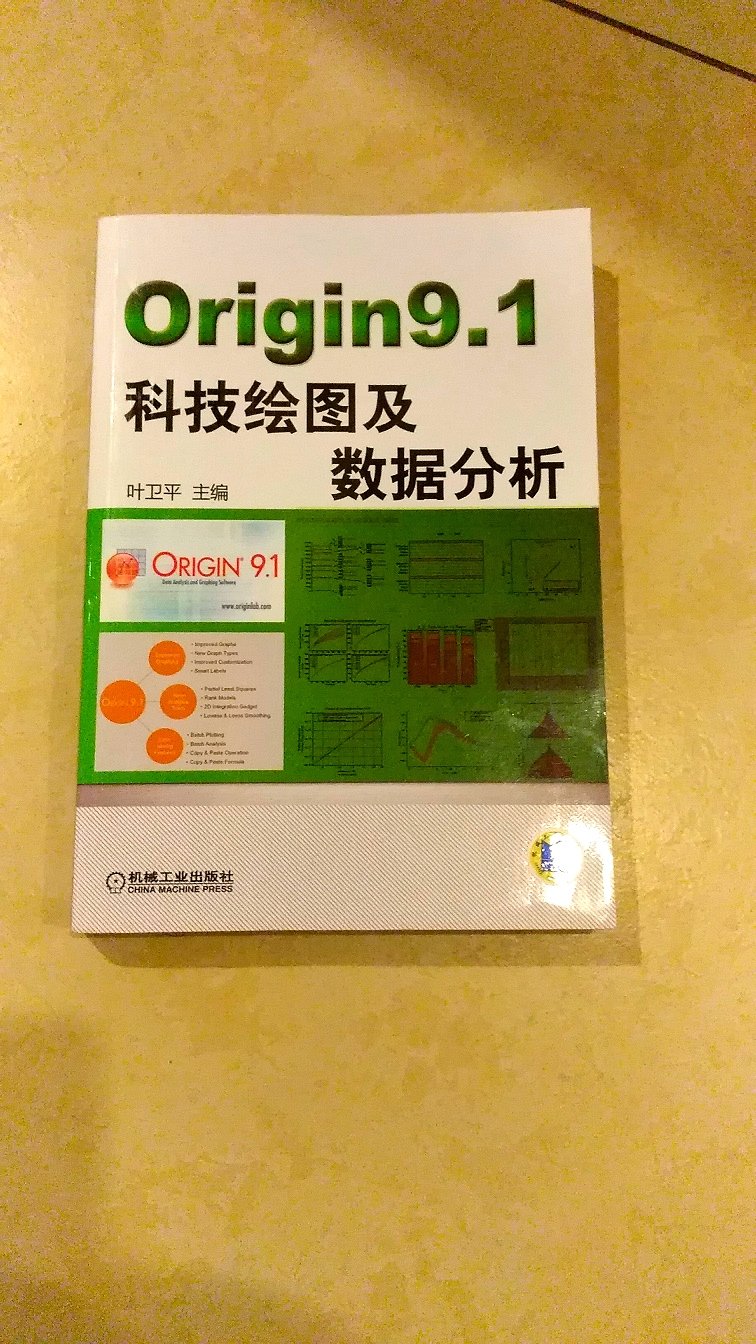 Origin9.1
科技绘图及
数据分析
叶卫平 主编
ORIGIN® 9.1
Data Analysis and Graphing Software
www.originlab.com
Origin 9.1
• Improved Graphs
• New Graph Types
• Improved Customization
• Smart Labels
• Partial Least Squares
• Rank Models
• 2D Integration Gadget
• Lowess & Loess Smoothing
• Batch Plotting
• Batch Analysis
• Copy & Paste Operation
• Copy & Paste Formula
机械工业出版社
CHINA MACHINE PRESS